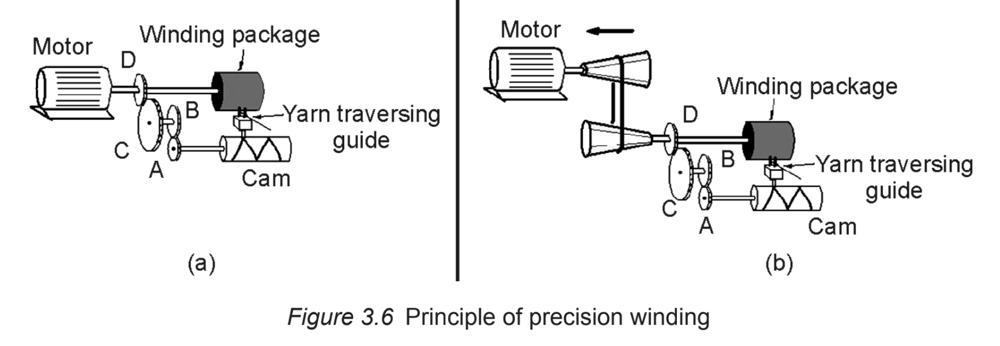 Motor
D
Winding package
B
Yarn traversing
guide
C
A
Cam
(a)
Motor
D
Winding package
B
Yarn traversing
guide
C
A
Cam
(b)
Figure 3.6 Principle of precision winding